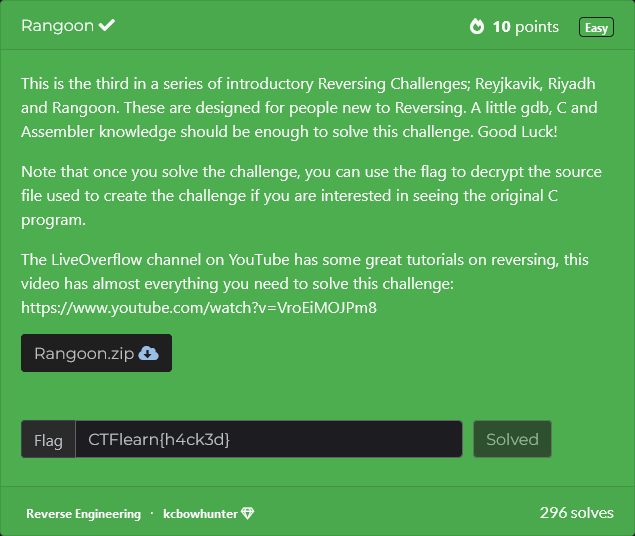 Rangoon
10 points
Easy
This is the third in a series of introductory Reversing Challenges; Reyjkavik, Riyadh
and Rangoon. These are designed for people new to Reversing. A little gdb, C and
Assembler knowledge should be enough to solve this challenge. Good Luck!
Note that once you solve the challenge, you can use the flag to decrypt the source
file used to create the challenge if you are interested in seeing the original C
program.
The LiveOverflow channel on YouTube has some great tutorials on reversing, this
video has almost everything you need to solve this challenge:
https://www.youtube.com/watch?v=VroEiMOJPm8
Rangoon.zip
Flag
CTFlearn{h4ck3d}
Solved
Reverse Engineering · kcbowhunter
296 solves